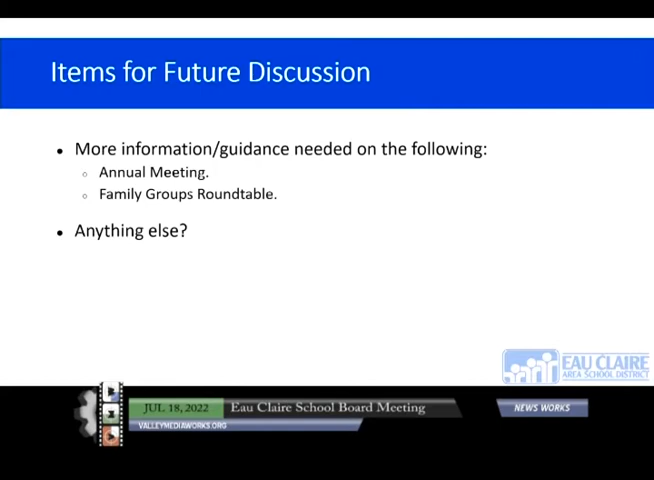 Items for Future Discussion
• More information/guidance needed on the following:
○ Annual Meeting.
○ Family Groups Roundtable.
• Anything else?
EAU CLAIRE
AREA SCHOOL DISTRICT
JUL 18, 2022 Eau Claire School Board Meeting NEWS WORKS
VALLEYMEDIAWORKS.ORG